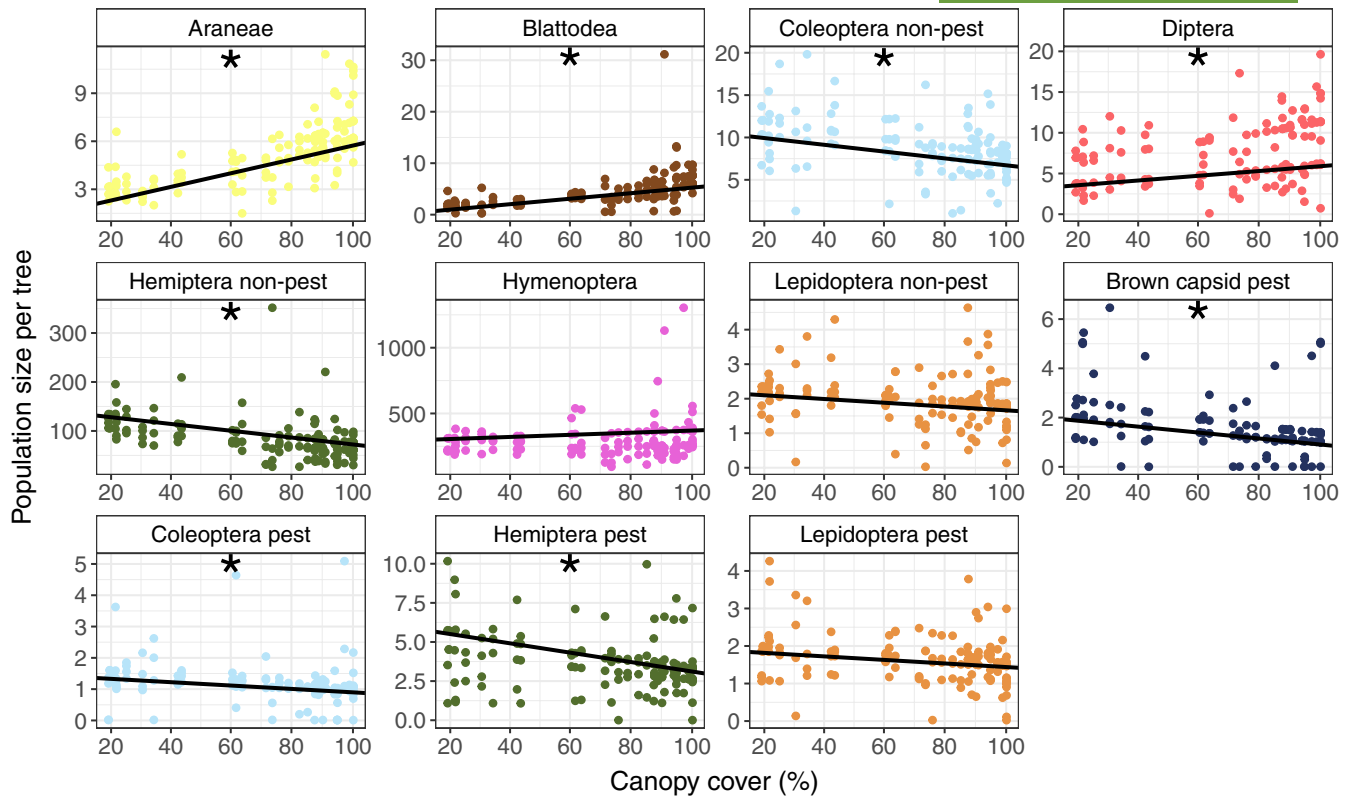 Araneae
Blattodea
Coleoptera non-pest
Diptera
*
*
*
*
9
6
3
30
20
10
0
20
15
10
5
20
15
10
5
0
20 40 60 80 100
20 40 60 80 100
20 40 60 80 100
20 40 60 80 100
Hemiptera non-pest
Hymenoptera
Lepidoptera non-pest
Brown capsid pest
*
*
300
200
100
1000
500
4
3
2
1
0
6
4
2
0
20 40 60 80 100
20 40 60 80 100
20 40 60 80 100
20 40 60 80 100
Coleoptera pest
Hemiptera pest
Lepidoptera pest
*
*
5
4
3
2
1
0
10.0
7.5
5.0
2.5
0.0
4
3
2
1
0
20 40 60 80 100
20 40 60 80 100
20 40 60 80 100
Population size per tree
Canopy cover (%)